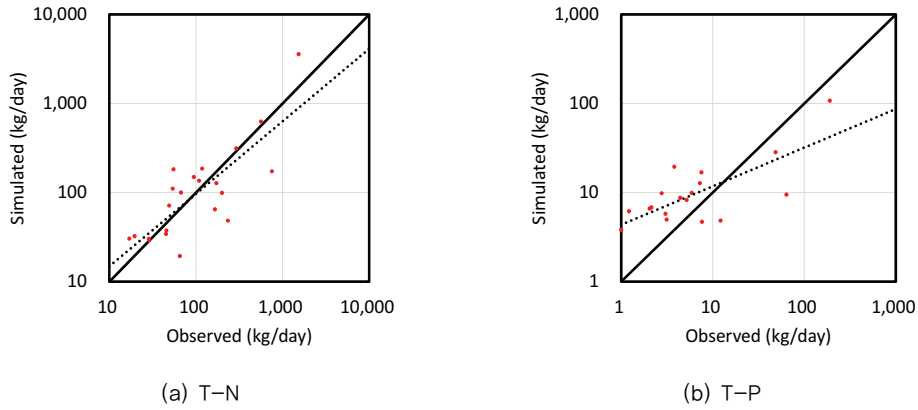 10,000
1,000
100
10
Simulated (kg/day)
10 100 1,000 10,000
Observed (kg/day)
(a) T-N
1,000
100
10
1
Simulated (kg/day)
1 10 100 1,000
Observed (kg/day)
(b) T-P